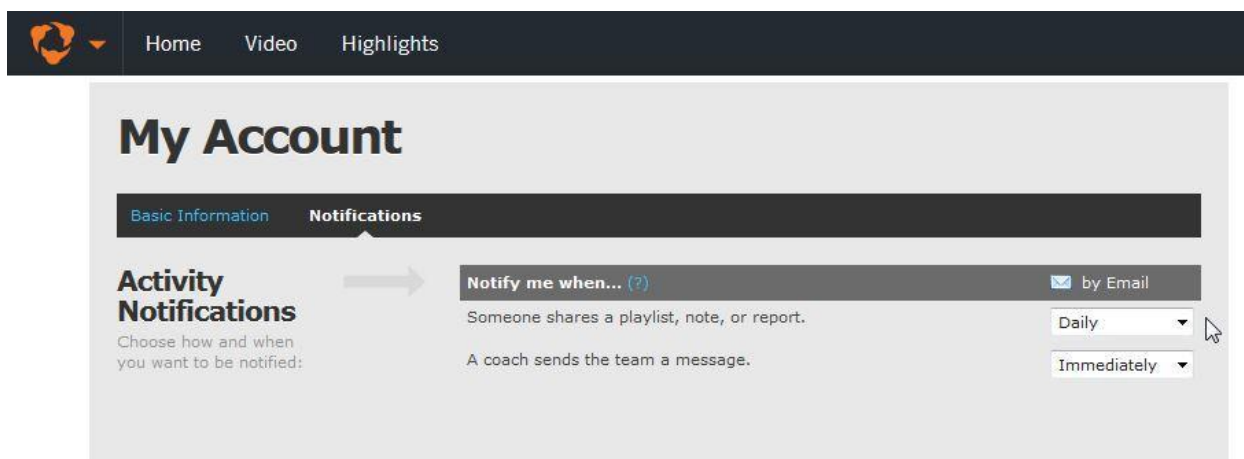 Home Video Highlights
My Account
Basic Information Notifications
Activity
Notifications
Choose how and when
you want to be notified:
Notify me when... (?) by Email
Someone shares a playlist, note, or report. Daily
A coach sends the team a message. Immediately